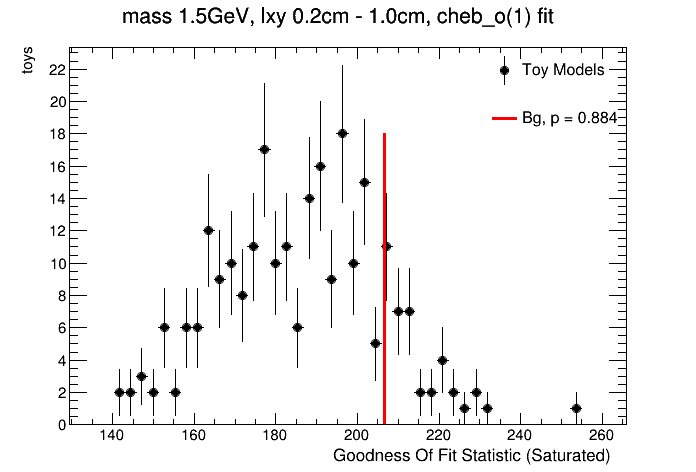 mass 1.5GeV, lxy 0.2cm - 1.0cm, cheb_o(1) fit
toys
22
20
18
16
14
12
10
8
6
4
2
0
Toy Models
Bg, p = 0.884
140 160 180 200 220 240 260
Goodness Of Fit Statistic (Saturated)